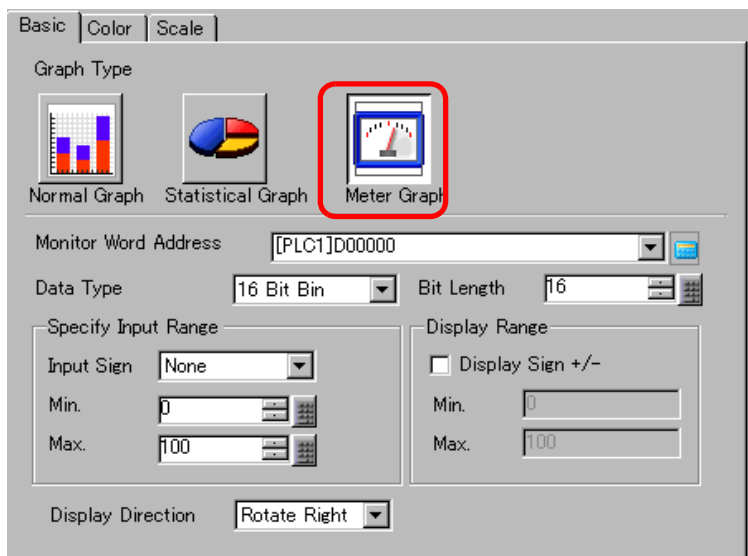 Basic Color Scale
Graph Type
Normal Graph Statistical Graph Meter Graph
Monitor Word Address [PLC1]D00000
Data Type 16 Bit Bin Bit Length 16
Specify Input Range Display Range
Input Sign None Display Sign +/-
Min. 0 Min. 0
Max. 100 Max. 100
Display Direction Rotate Right